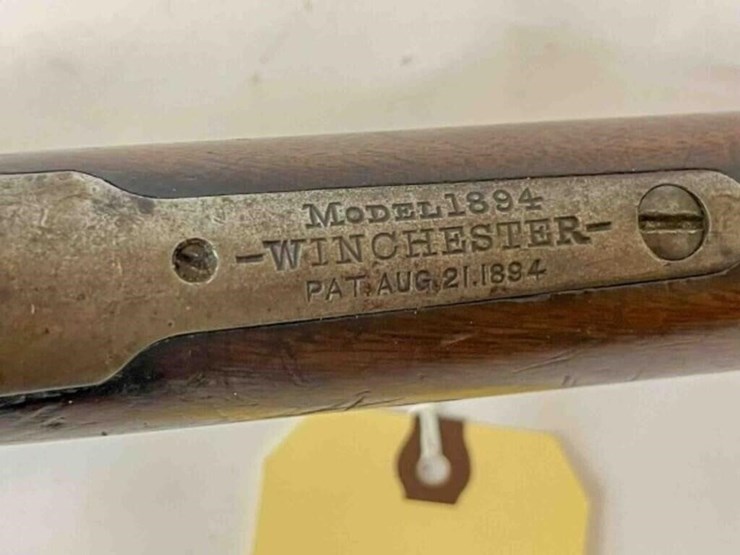 MODEL 1894
-WINCHESTER-
PAT. AUG. 21. 1894